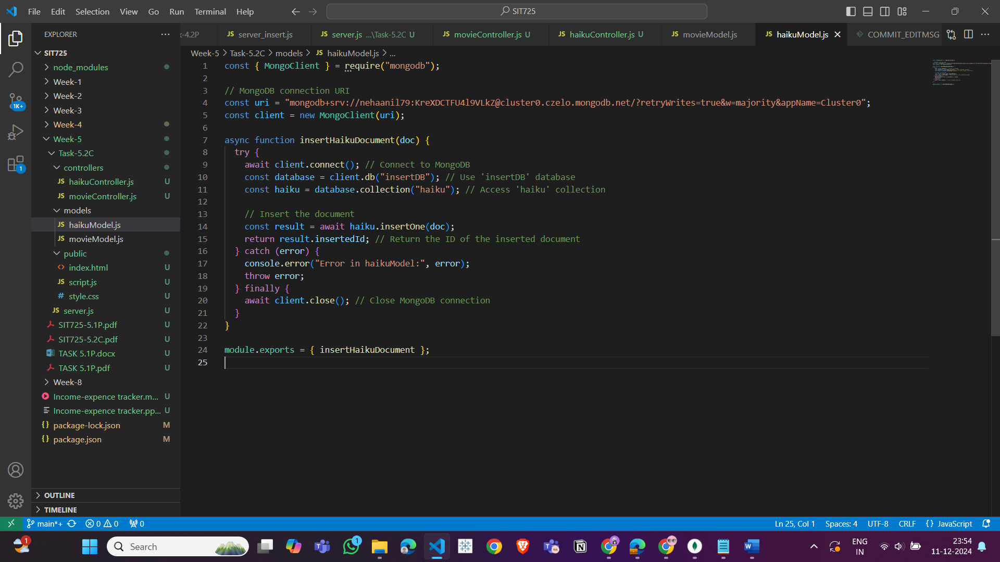 File Edit Selection View Go Run Terminal Help
SIT725
EXPLORER
k-4.2P
server_insert.js
server.js ...\Task-5.2C U
movieController.js U
haikuController.js U
movieModel.js
haikuModel.js
COMMIT_EDITMSG
SIT725
node_modules
Week-1
Week-2
Week-3
Week-4
Week-5
Task-5.2C
controllers
JS haikuController.js U
JS movieController.js U
models
JS haikuModel.js
JS movieModel.js
public
<> index.html U
JS script.js U
# style.css U
JS server.js U
SIT725-5.1P.pdf U
SIT725-5.2C.pdf U
TASK 5.1P.docx U
TASK 5.1P.pdf U
Week-8
Income-expence tracker.m... U
Income-expence tracker.pp... U
{} package-lock.json M
{} package.json M
OUTLINE
TIMELINE
1K+
1
Week-5 > Task-5.2C > models > JS haikuModel.js > ...
1 const { MongoClient } = require("mongodb");
2
3 // MongoDB connection URI
4 const uri = "mongodb+srv://nehaanil79:KreXDCTFU4l9VLkZ@cluster0.czelo.mongodb.net/?retryWrites=true&w=majority&appName=Cluster0";
5 const client = new MongoClient(uri);
6
7 async function insertHaikuDocument(doc) {
8 try {
9 await client.connect(); // Connect to MongoDB
10 const database = client.db("insertDB"); // Use 'insertDB' database
11 const haiku = database.collection("haiku"); // Access 'haiku' collection
12
13 // Insert the document
14 const result = await haiku.insertOne(doc);
15 return result.insertedId; // Return the ID of the inserted document
16 } catch (error) {
17 console.error("Error in haikuModel:", error);
18 throw error;
19 } finally {
20 await client.close(); // Close MongoDB connection
21 }
22 }
23
24 module.exports = { insertHaikuDocument };
25
main*+ 0 0 0
Ln 25, Col 1 Spaces: 4 UTF-8 CRLF {} JavaScript
1
Search
1
ENG
IN
23:54
11-12-2024